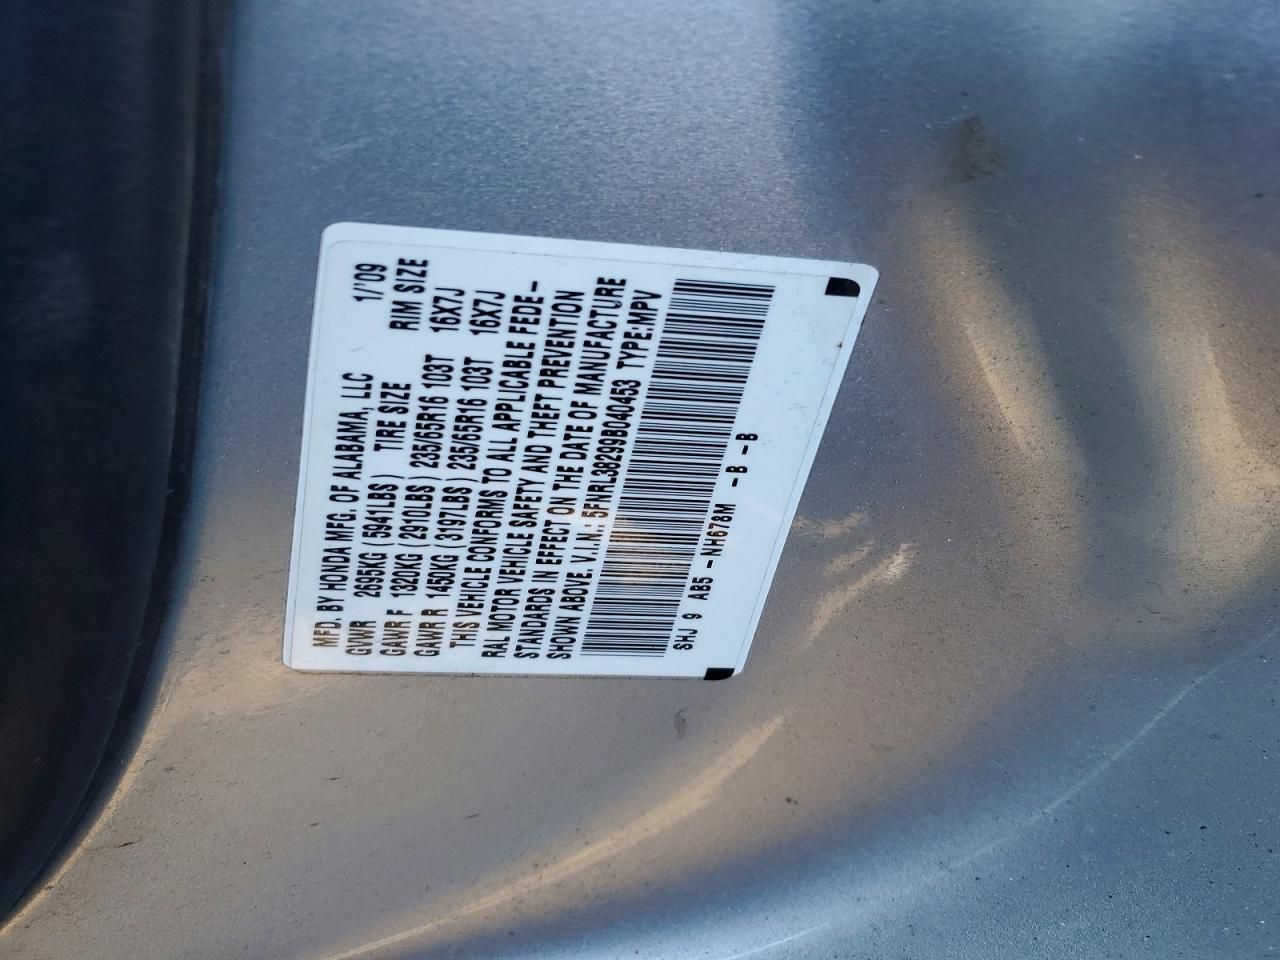 MFD. BY HONDA MFG. OF ALABAMA, LLC 1/'09
GVWR 2695KG (5941LBS) TIRE SIZE RIM SIZE
GAWR F 1320KG (2910LBS) 235/65R16 103T 16X7J
GAWR R 1450KG (3197LBS) 235/65R16 103T 16X7J
THIS VEHICLE CONFORMS TO ALL APPLICABLE FEDE-
RAL MOTOR VEHICLE SAFETY AND THEFT PREVENTION
STANDARDS IN EFFECT ON THE DATE OF MANUFACTURE
SHOWN ABOVE. V.I.N.: 5FNRL38299B040453 TYPE:MPV
SHJ 9 AB5 -NH678M -B -B